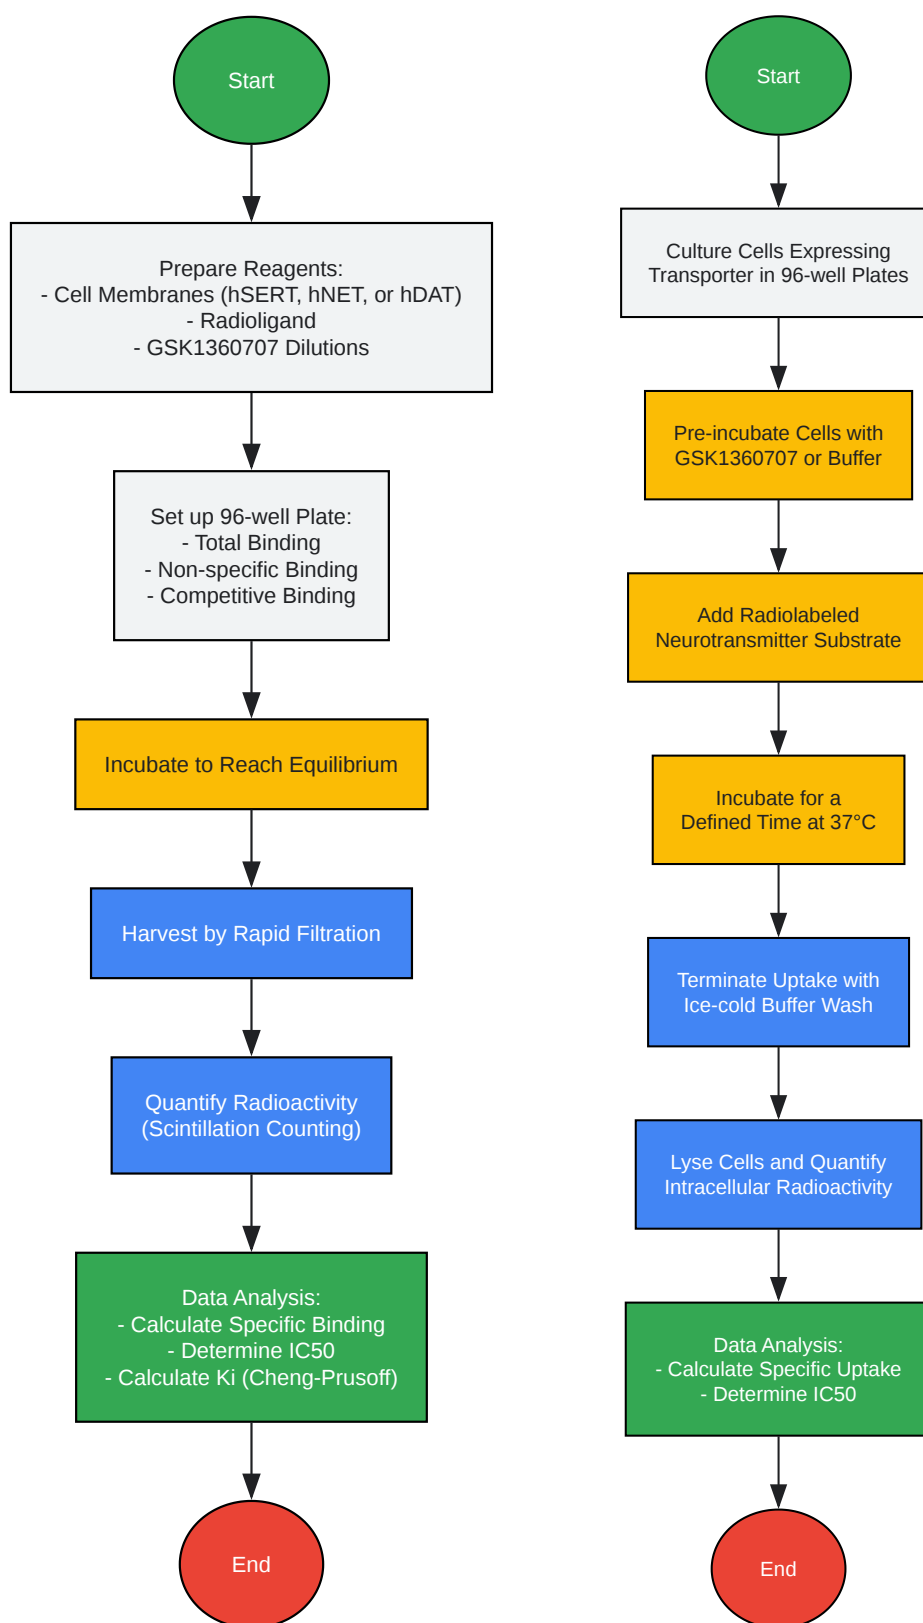 Start
Prepare Reagents:
- Cell Membranes (hSERT, hNET, or hDAT)
- Radioligand
- GSK1360707 Dilutions
Set up 96-well Plate:
- Total Binding
- Non-specific Binding
- Competitive Binding
Incubate to Reach Equilibrium
Harvest by Rapid Filtration
Quantify Radioactivity
(Scintillation Counting)
Data Analysis:
- Calculate Specific Binding
- Determine IC50
- Calculate Ki (Cheng-Prusoff)
End
Start
Culture Cells Expressing
Transporter in 96-well Plates
Pre-incubate Cells with
GSK1360707 or Buffer
Add Radiolabeled
Neurotransmitter Substrate
Incubate for a
Defined Time at 37°C
Terminate Uptake with
Ice-cold Buffer Wash
Lyse Cells and Quantify
Intracellular Radioactivity
Data Analysis:
- Calculate Specific Uptake
- Determine IC50
End